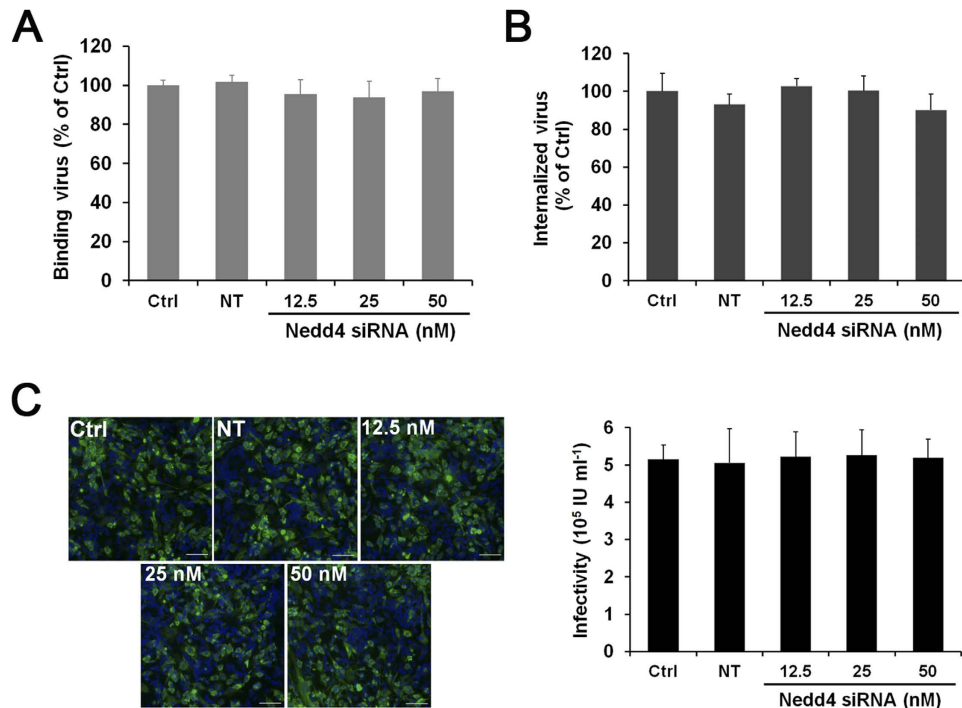 A
Binding virus (% of Ctrl)
120
100
80
60
40
20
0
Ctrl NT 12.5 25 50
Nedd4 siRNA (nM)
B
Internalized virus
(% of Ctrl)
120
100
80
60
40
20
0
Ctrl NT 12.5 25 50
Nedd4 siRNA (nM)
C
Ctrl NT 12.5 nM
25 nM 50 nM
Infectivity (10⁵ IU ml⁻¹)
6
5
4
3
2
1
0
Ctrl NT 12.5 25 50
Nedd4 siRNA (nM)